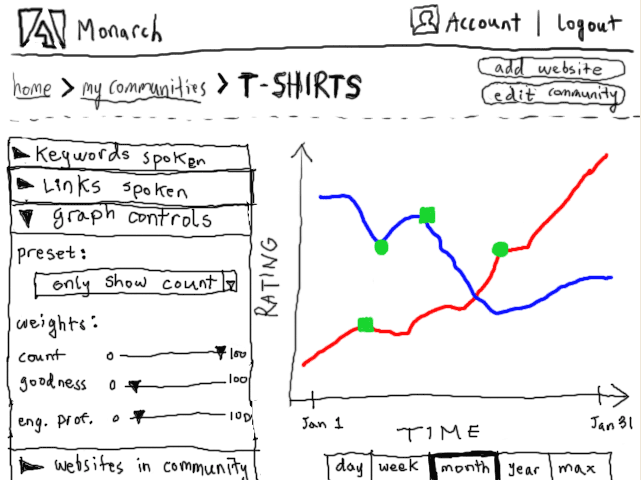 Monarch
Account | Logout
home > my communities > T-SHIRTS
add website
edit community
Keywords spoken
Links spoken
graph controls
preset:
only show count
weights:
count 0 100
goodness 0 100
eng. prof. 0 100
websites in community
RATING
Jan 1
Jan 31
TIME
day week month year max